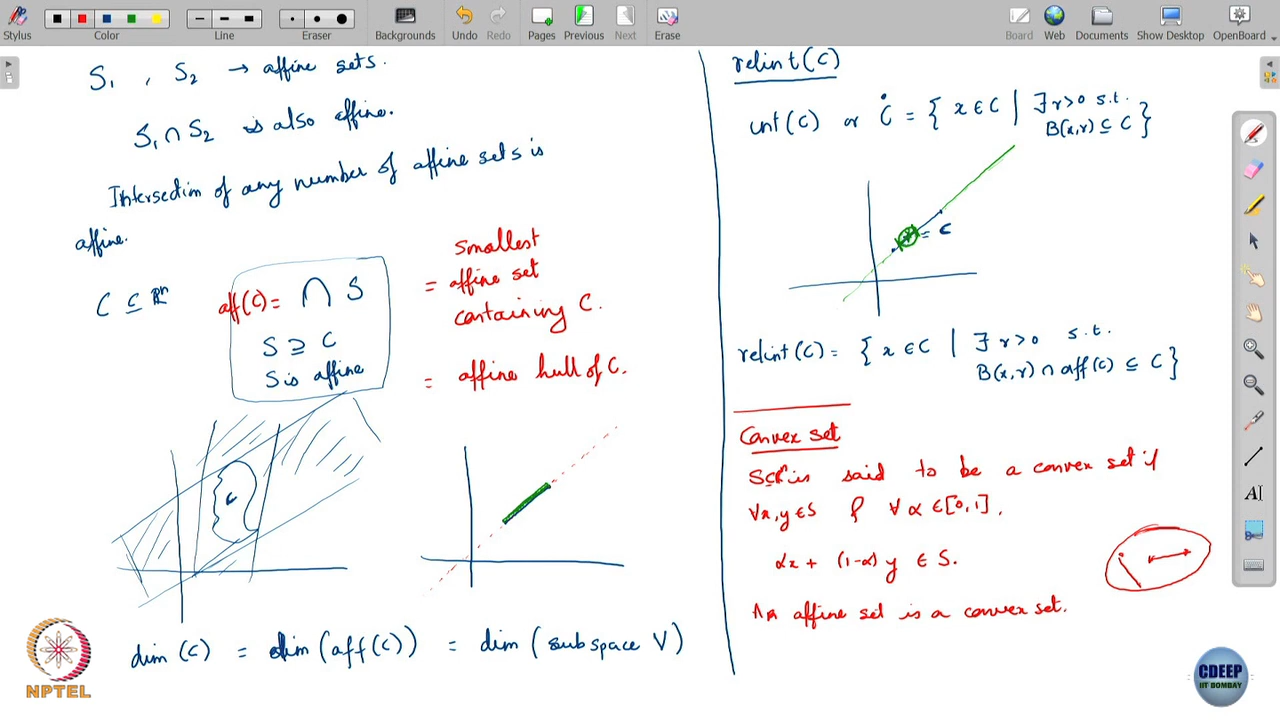 Stylus
Color
Line
Eraser
Backgrounds
Undo
Redo
Pages
Previous
Next
Erase
Board
Web
Documents
Show Desktop
OpenBoard
S₁ , S₂ → affine sets.
S₁ ∩ S₂ is also affine.
Intersection of any number of affine sets is
affine.
C ⊆ ℝⁿ
aff(C) = ∩ S
S ⊇ C
S is affine
= smallest
affine set
containing C.
= affine hull of C.
C
dim (C) = dim (aff(C)) = dim (subspace V)
relint(C)
int(C) or C̊ = { x ∈ C | ∃ r>0 s.t.
B(x,r) ⊆ C }
= C
relint(C) = { x ∈ C | ∃ r>0 s.t.
B(x,r) ∩ aff(C) ⊆ C }
Convex set
S⊆ℝⁿ is said to be a convex set if
∀x,y ∈ S & ∀ α ∈ [0,1],
αx + (1-α) y ∈ S.
An affine set is a convex set.
NPTEL
CDEEP
IIT BOMBAY